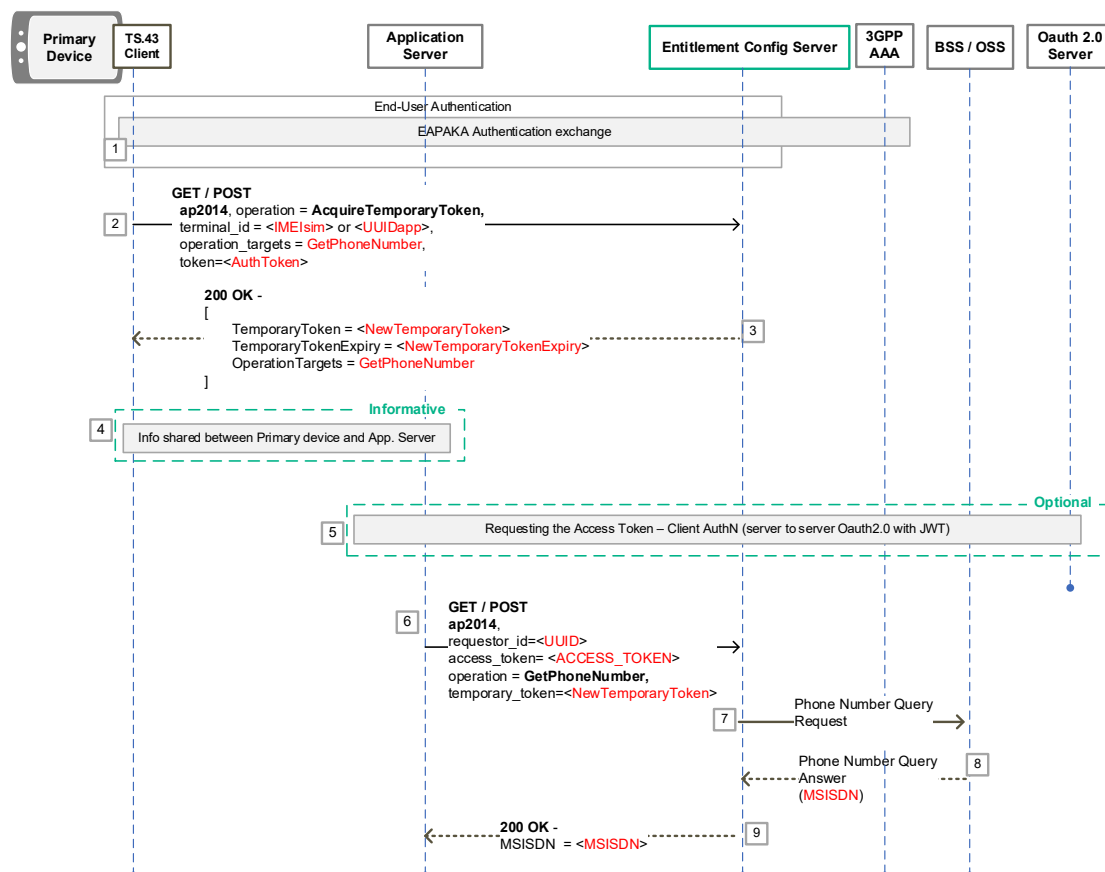 Primary
Device
TS.43
Client
Application
Server
Entitlement Config Server
3GPP
AAA
BSS / OSS
Oauth 2.0
Server
End-User Authentication
EAPAKA Authentication exchange
1
GET / POST
ap2014, operation = AcquireTemporaryToken,
2
terminal_id = <IMEIsim> or <UUIDapp>,
operation_targets = GetPhoneNumber,
token=<AuthToken>
200 OK -
[
TemporaryToken = <NewTemporaryToken>
3
TemporaryTokenExpiry = <NewTemporaryTokenExpiry>
OperationTargets = GetPhoneNumber
]
Informative
4
Info shared between Primary device and App. Server
Optional
5
Requesting the Access Token – Client AuthN (server to server Oauth2.0 with JWT)
6
GET / POST
ap2014,
requestor_id=<UUID>
access_token= <ACCESS_TOKEN>
operation = GetPhoneNumber,
temporary_token=<NewTemporaryToken>
7
Phone Number Query
Request
8
Phone Number Query
Answer
(MSISDN)
9
200 OK -
MSISDN = <MSISDN>